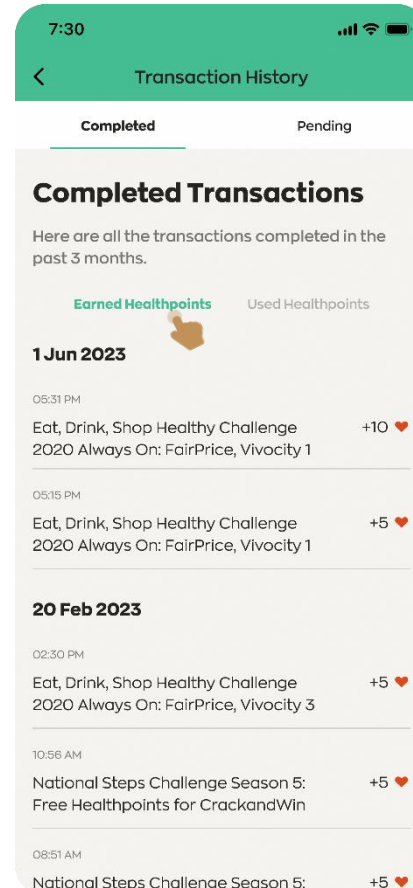 7:30
Transaction History
Completed Pending
Completed Transactions
Here are all the transactions completed in the
past 3 months.
Earned Healthpoints Used Healthpoints
1 Jun 2023
05:31 PM
Eat, Drink, Shop Healthy Challenge +10
2020 Always On: FairPrice, Vivocity 1
05:15 PM
Eat, Drink, Shop Healthy Challenge +5
2020 Always On: FairPrice, Vivocity 1
20 Feb 2023
02:30 PM
Eat, Drink, Shop Healthy Challenge +5
2020 Always On: FairPrice, Vivocity 3
10:56 AM
National Steps Challenge Season 5: +5
Free Healthpoints for CrackandWin
08:51 AM
National Steps Challenge Season 5: +5